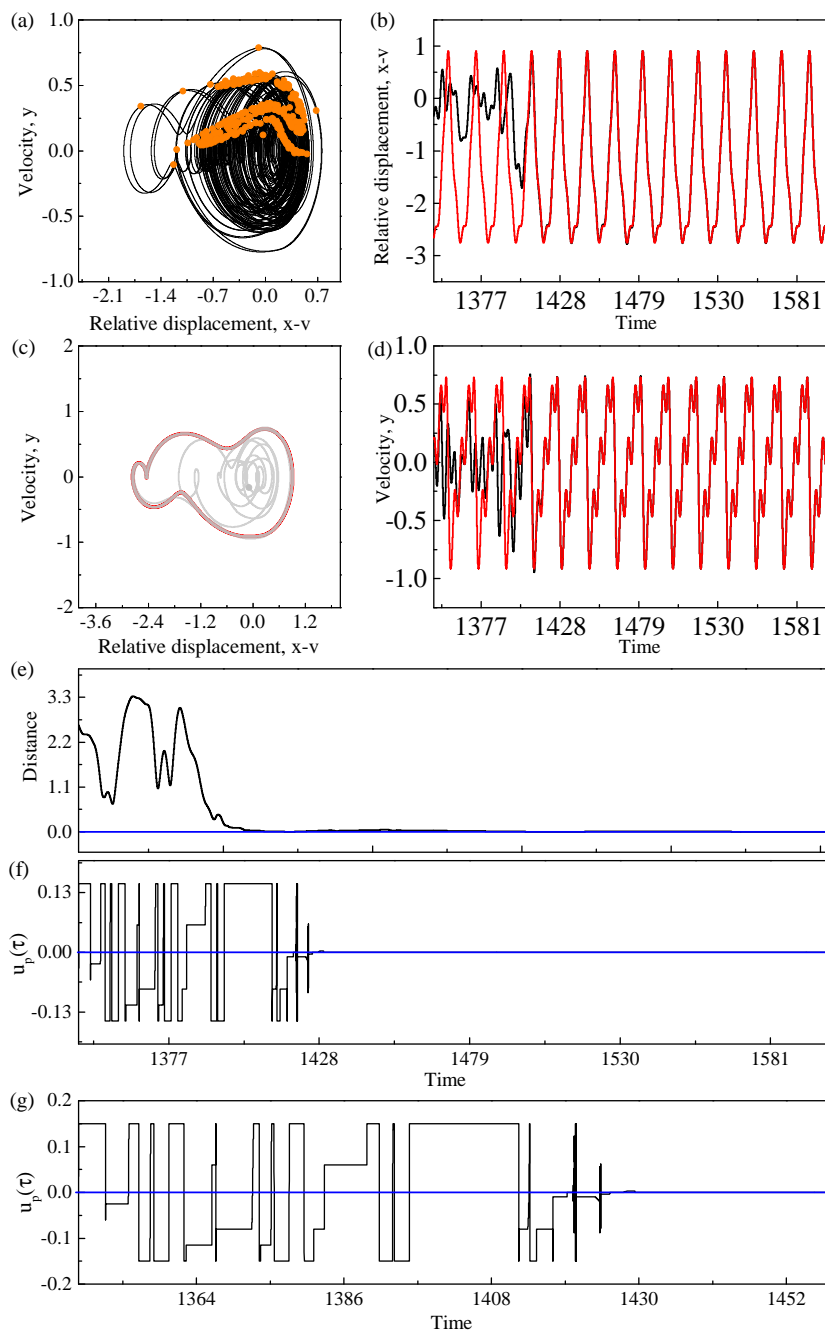 (a)
1.0
0.5
0.0
-0.5
1.0
Velocity, y
-2.1 -1.4 -0.7 0.0 0.7
Relative displacement, x-v
(b)
1
0
-1
-2
-3
Relative displacement, x-v
1377 1428 1479 1530 1581
Time
(c)
2
1
0
-1
-2
Velocity, y
-3.6 -2.4 -1.2 0.0 1.2
Relative displacement, x-v
(d)
1.0
0.5
0.0
-0.5
-1.0
Velocity, y
1377 1428 1479 1530 1581
Time
(e)
3.3
2.2
1.1
0.0
Distance
(f)
0.13
0.00
-0.13
u_p(τ)
1377 1428 1479 1530 1581
Time
(g)
0.2
0.1
0.0
-0.1
-0.2
u_p(τ)
1364 1386 1408 1430 1452
Time